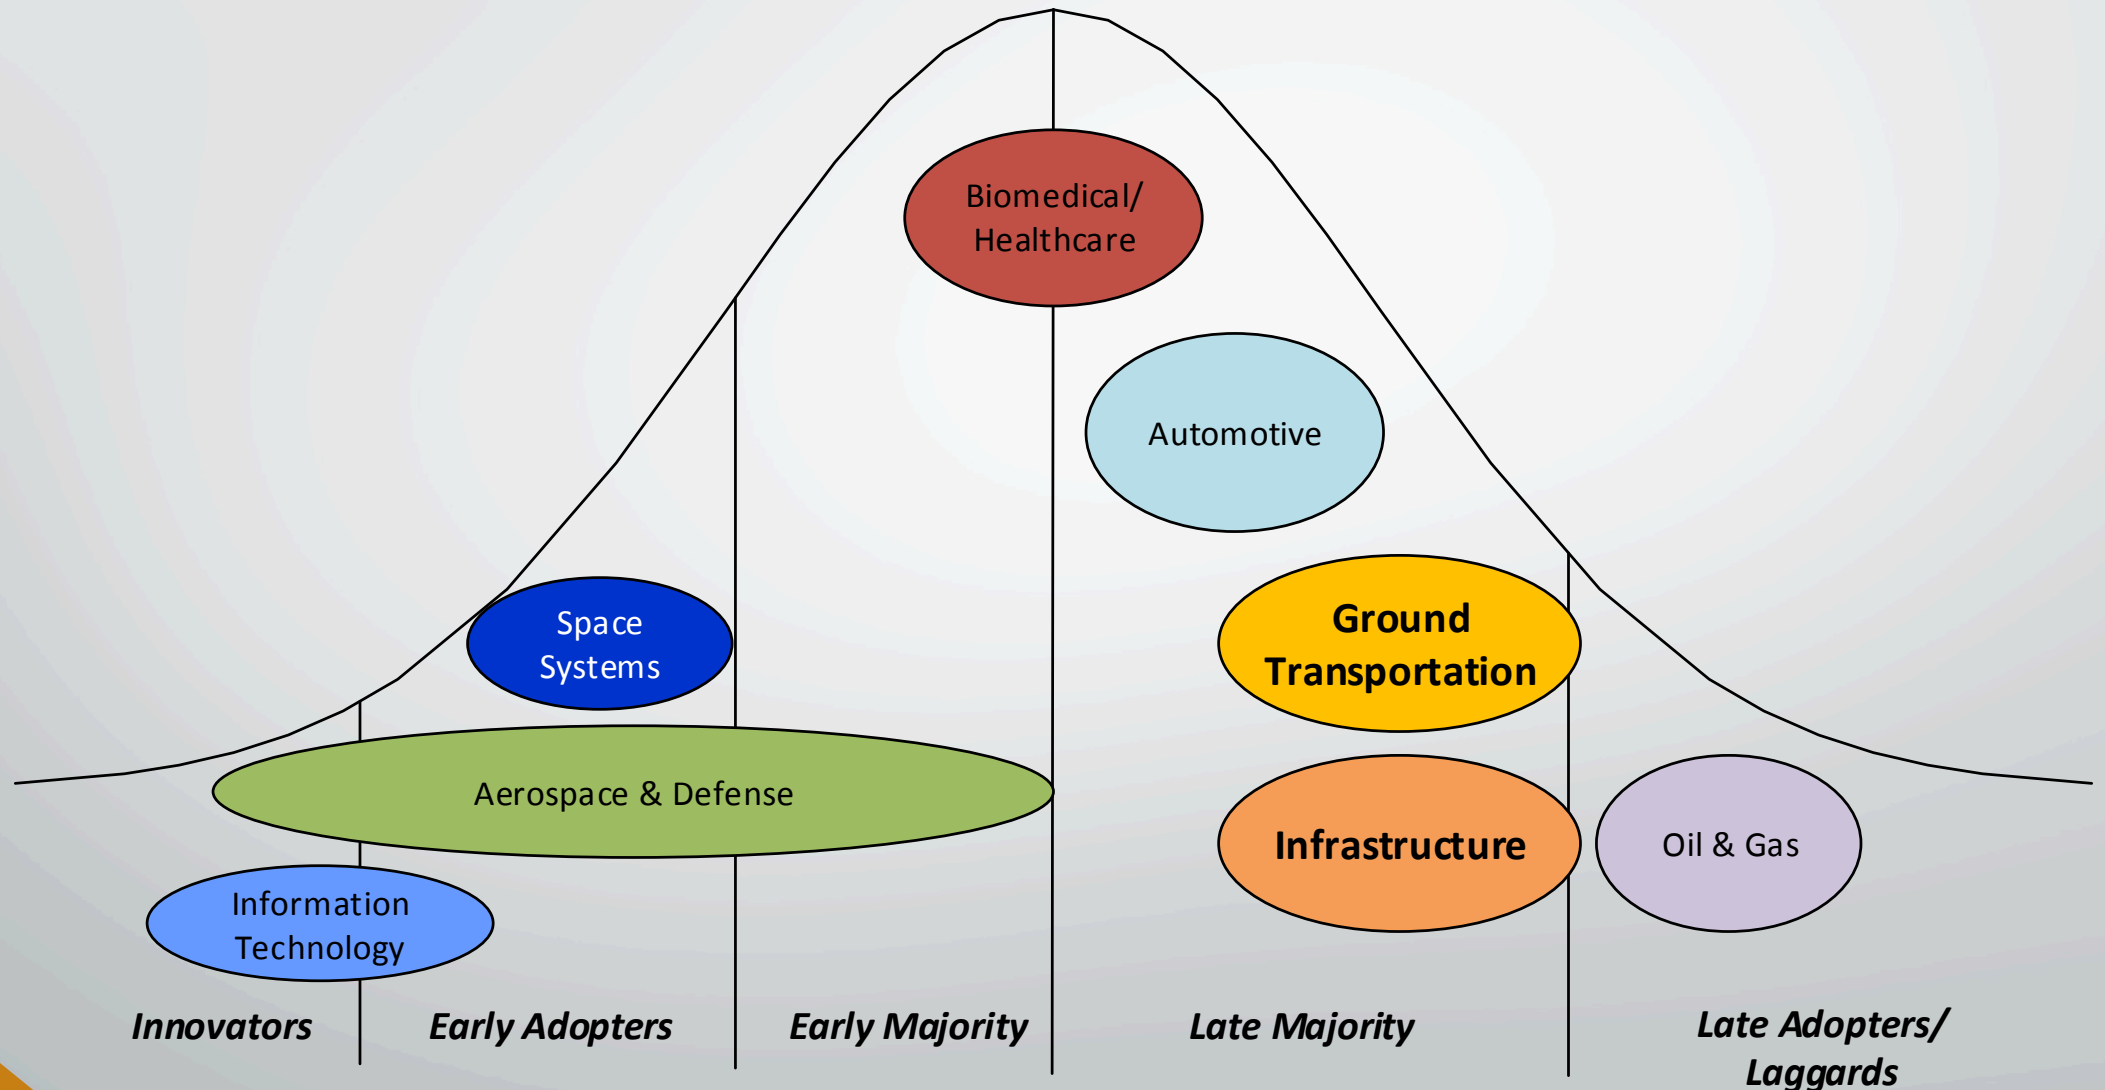 Biomedical/
Healthcare
Automotive
Space
Systems
Ground
Transportation
Aerospace & Defense
Infrastructure
Oil & Gas
Information
Technology
Innovators
Early Adopters
Early Majority
Late Majority
Late Adopters/
Laggards